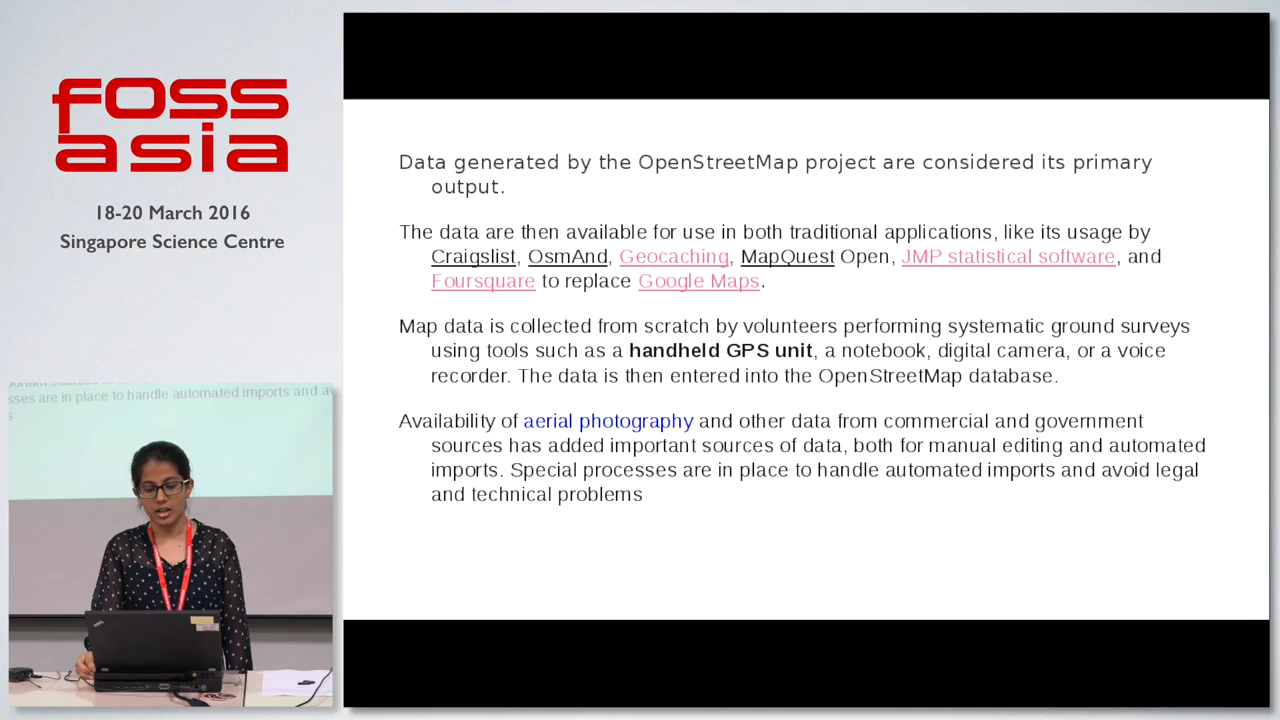 foss
asia
18-20 March 2016
Singapore Science Centre
Data generated by the OpenStreetMap project are considered its primary
output.
The data are then available for use in both traditional applications, like its usage by
Craigslist, OsmAnd, Geocaching, MapQuest Open, JMP statistical software, and
Foursquare to replace Google Maps.
Map data is collected from scratch by volunteers performing systematic ground surveys
using tools such as a handheld GPS unit, a notebook, digital camera, or a voice
recorder. The data is then entered into the OpenStreetMap database.
Availability of aerial photography and other data from commercial and government
sources has added important sources of data, both for manual editing and automated
imports. Special processes are in place to handle automated imports and avoid legal
and technical problems
sses are in place to handle automated imports and av